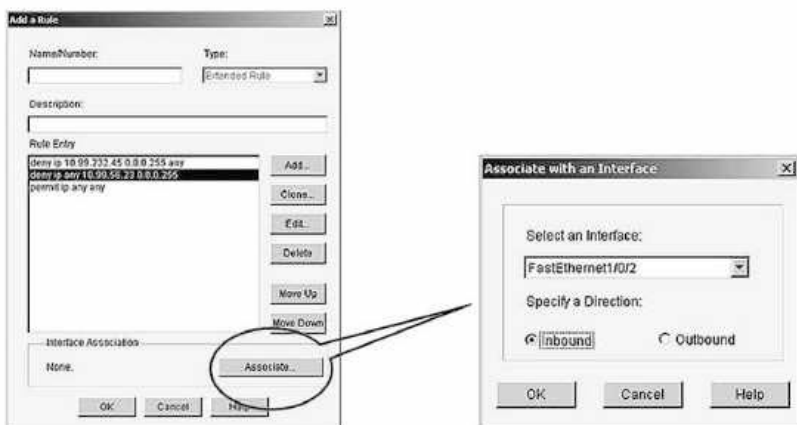 Add a Rule
Name/Number:
Type:
Extended Rule
Description:
Rule Entry
deny ip 10.99.232.45 0.0.0.255 any
deny ip any 10.99.56.23 0.0.0.255
permit ip any any
Add...
Clone...
Edit...
Delete
Move Up
Move Down
Interface Association
None.
Associate...
OK
Cancel
Help
Associate with an Interface
Select an Interface:
FastEthernet1/0/2
Specify a Direction:
Inbound
Outbound
OK
Cancel
Help